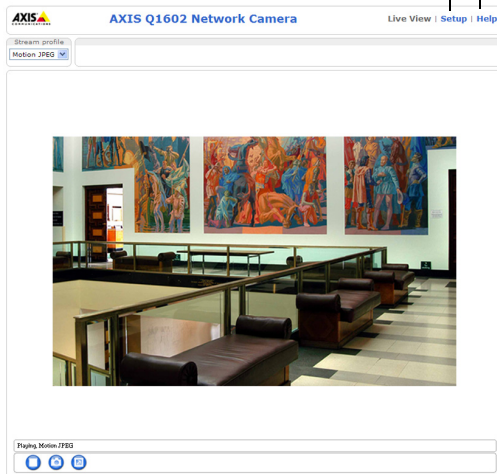 AXIS
COMMUNICATIONS
AXIS Q1602 Network Camera
Live View | Setup | Help
Stream profile
Motion JPEG
Playing, Motion JPEG